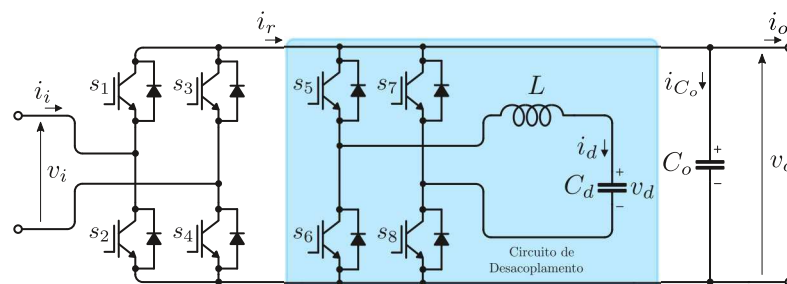 i_r
i_o
s_1
s_3
s_5
s_7
L
i_{C_o}
i_i
i_d
v_i
C_d
v_d
C_o
v_o
s_2
s_4
s_6
s_8
+
−
+
−
Circuito de
Desacoplamento